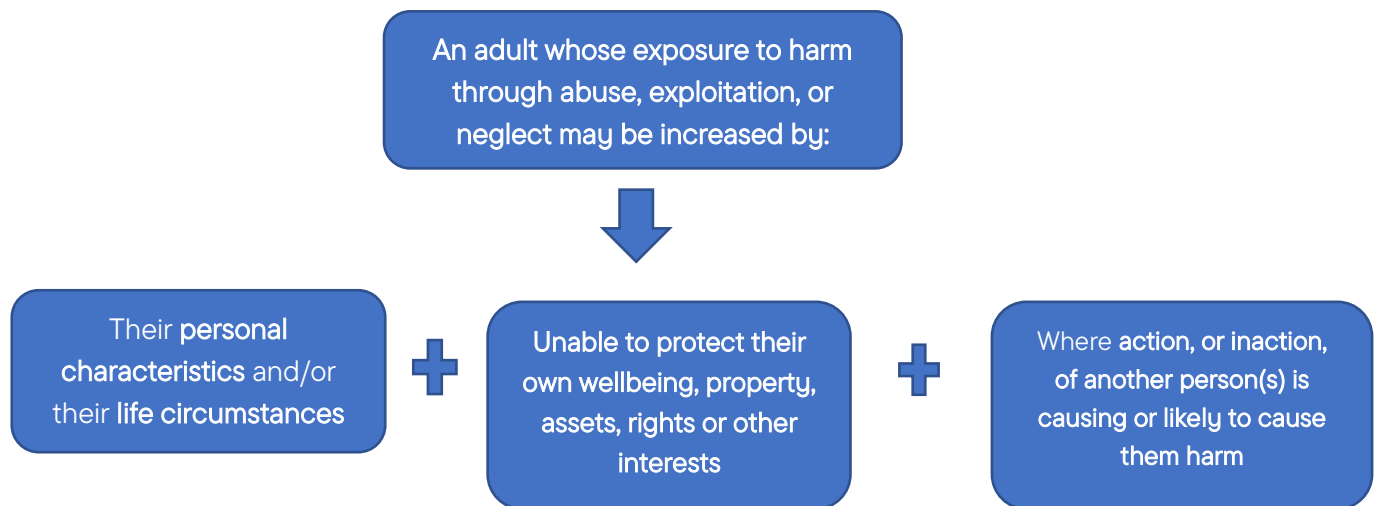 An adult whose exposure to harm
through abuse, exploitation, or
neglect may be increased by:
Their personal
characteristics and/or
their life circumstances
Unable to protect their
own wellbeing, property,
assets, rights or other
interests
Where action, or inaction,
of another person(s) is
causing or likely to cause
them harm